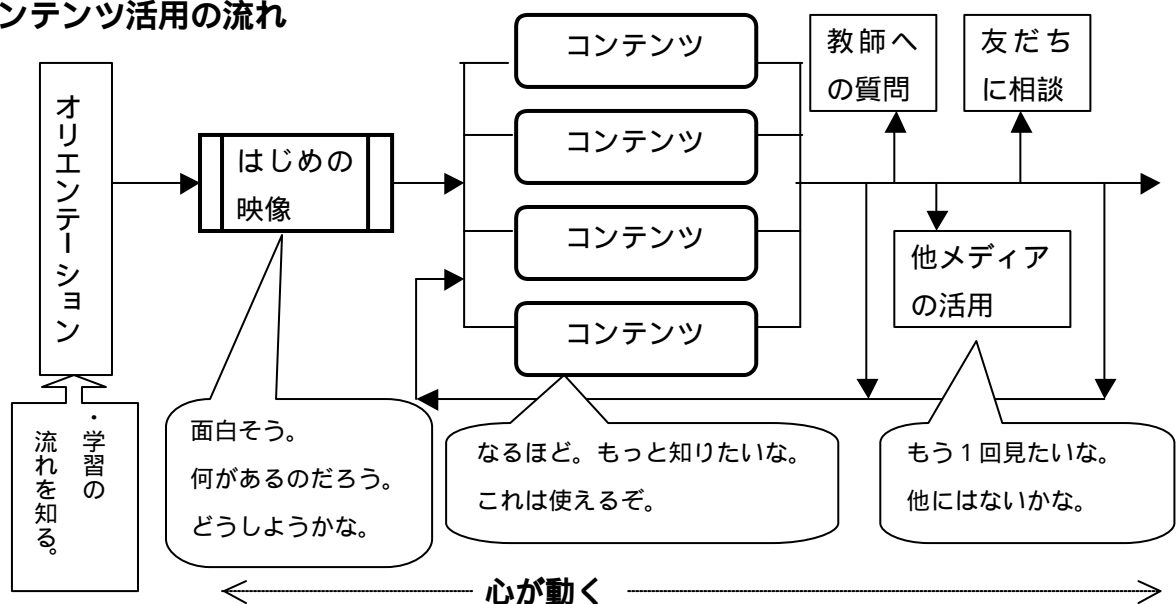 ンテンツ活用の流れ
オリエンテーション
・学習の
流れを知る。
はじめの
映像
コンテンツ
コンテンツ
コンテンツ
コンテンツ
教師へ
の質問
友だち
に相談
他メディア
の活用
面白そう。
何があるのだろう。
どうしようかな。
なるほど。もっと知りたいな。
これは使えるぞ。
もう1回見たいな。
他にはないかな。
心が動く